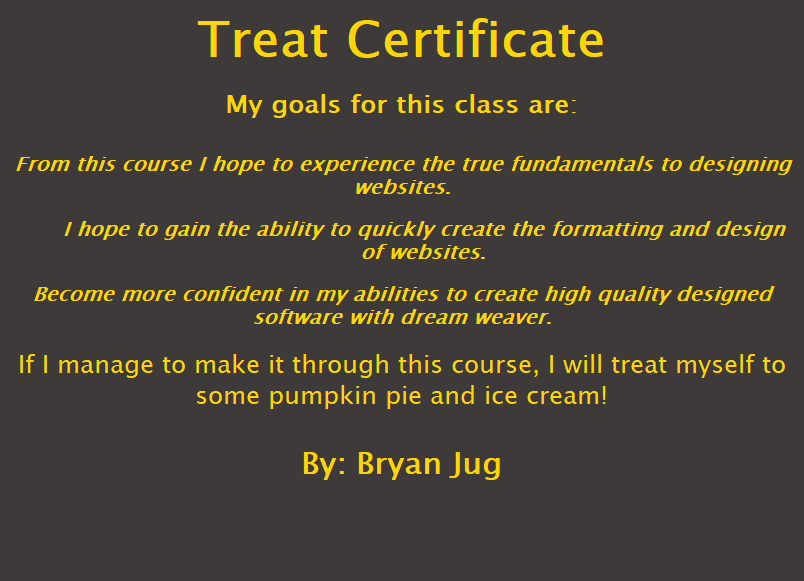 Treat Certificate
My goals for this class are:
From this course I hope to experience the true fundamentals to designing
websites.
I hope to gain the ability to quickly create the formatting and design
of websites.
Become more confident in my abilities to create high quality designed
software with dream weaver.
If I manage to make it through this course, I will treat myself to
some pumpkin pie and ice cream!
By: Bryan Jug